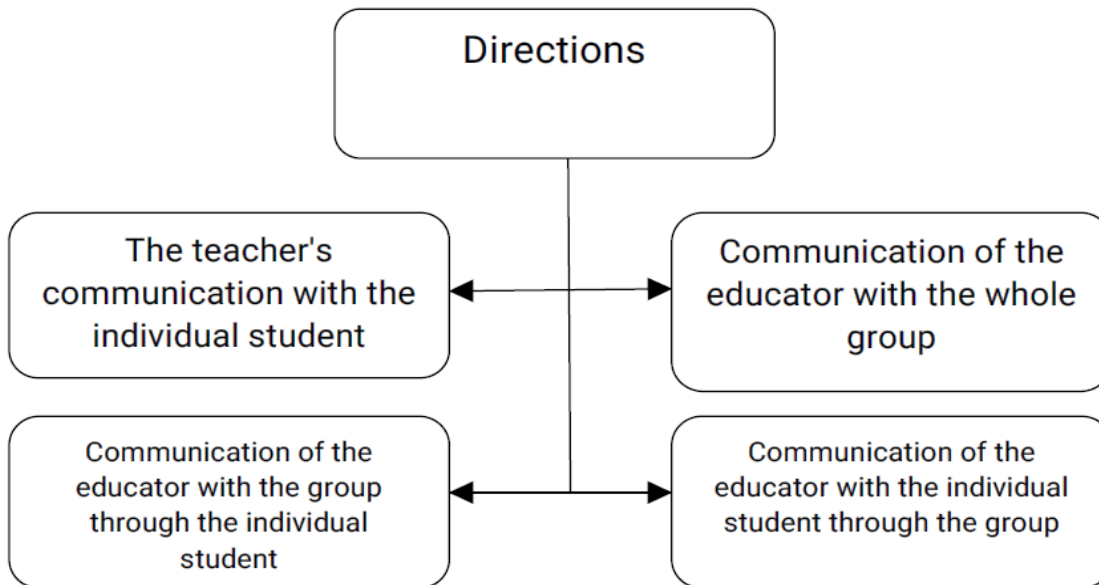 Directions
The teacher's
communication with the
individual student
Communication of the
educator with the whole
group
Communication of the
educator with the group
through the individual
student
Communication of the
educator with the individual
student through the group